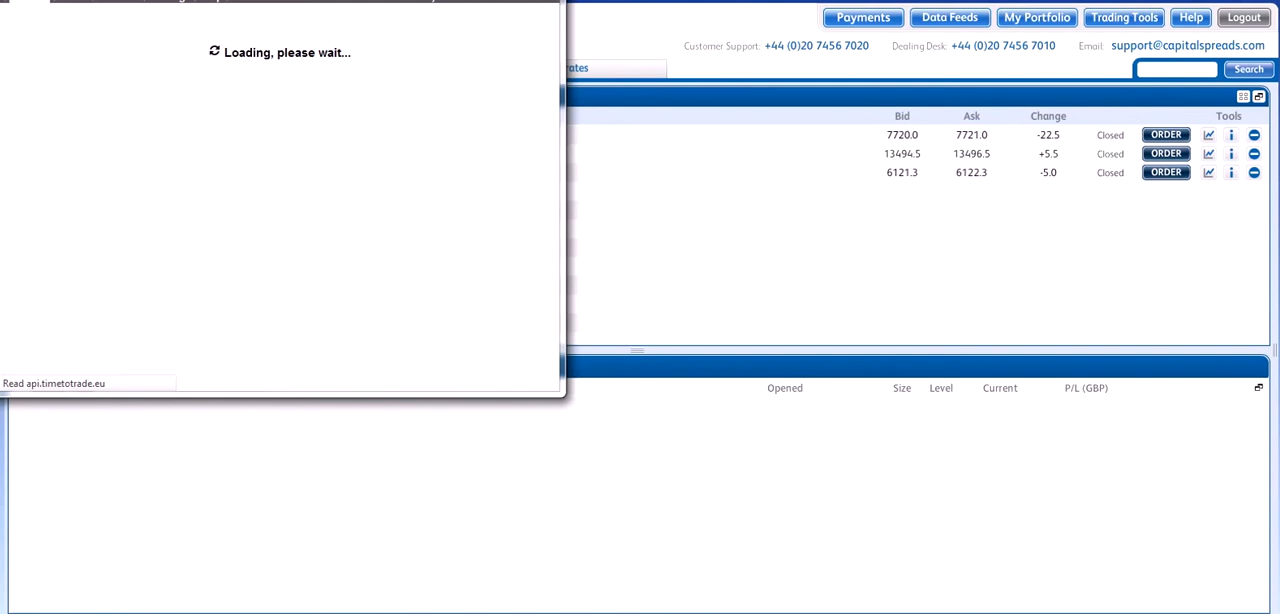 Payments Data Feeds My Portfolio Trading Tools Help Logout
Customer Support: +44 (0)20 7456 7020 Dealing Desk: +44 (0)20 7456 7010 Email: support@capitalspreads.com
Loading, please wait...
rates
Search
Bid Ask Change Tools
7720.0 7721.0 -22.5 Closed ORDER
13494.5 13496.5 +5.5 Closed ORDER
6121.3 6122.3 -5.0 Closed ORDER
Read api.timetotrade.eu
Opened Size Level Current P/L (GBP)